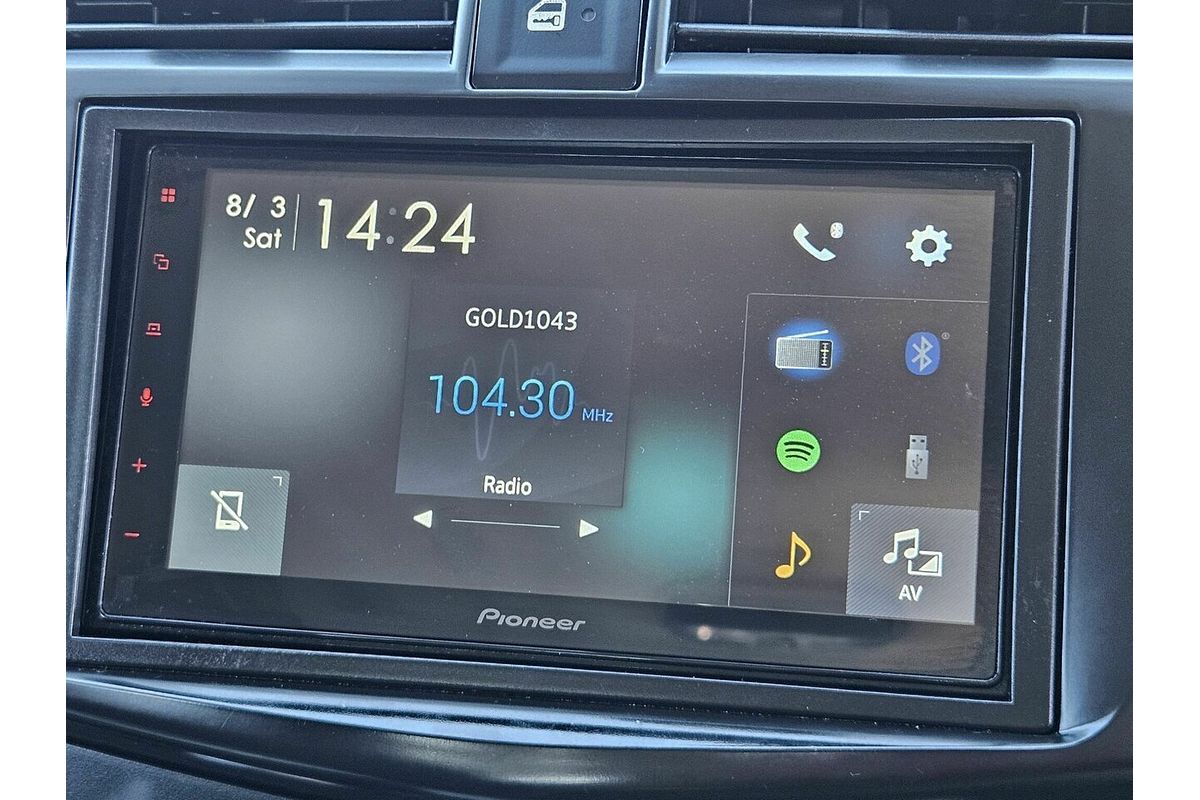 8/ 3
Sat
14:24
GOLD1043
104.30 MHz
Radio
AV
Pioneer